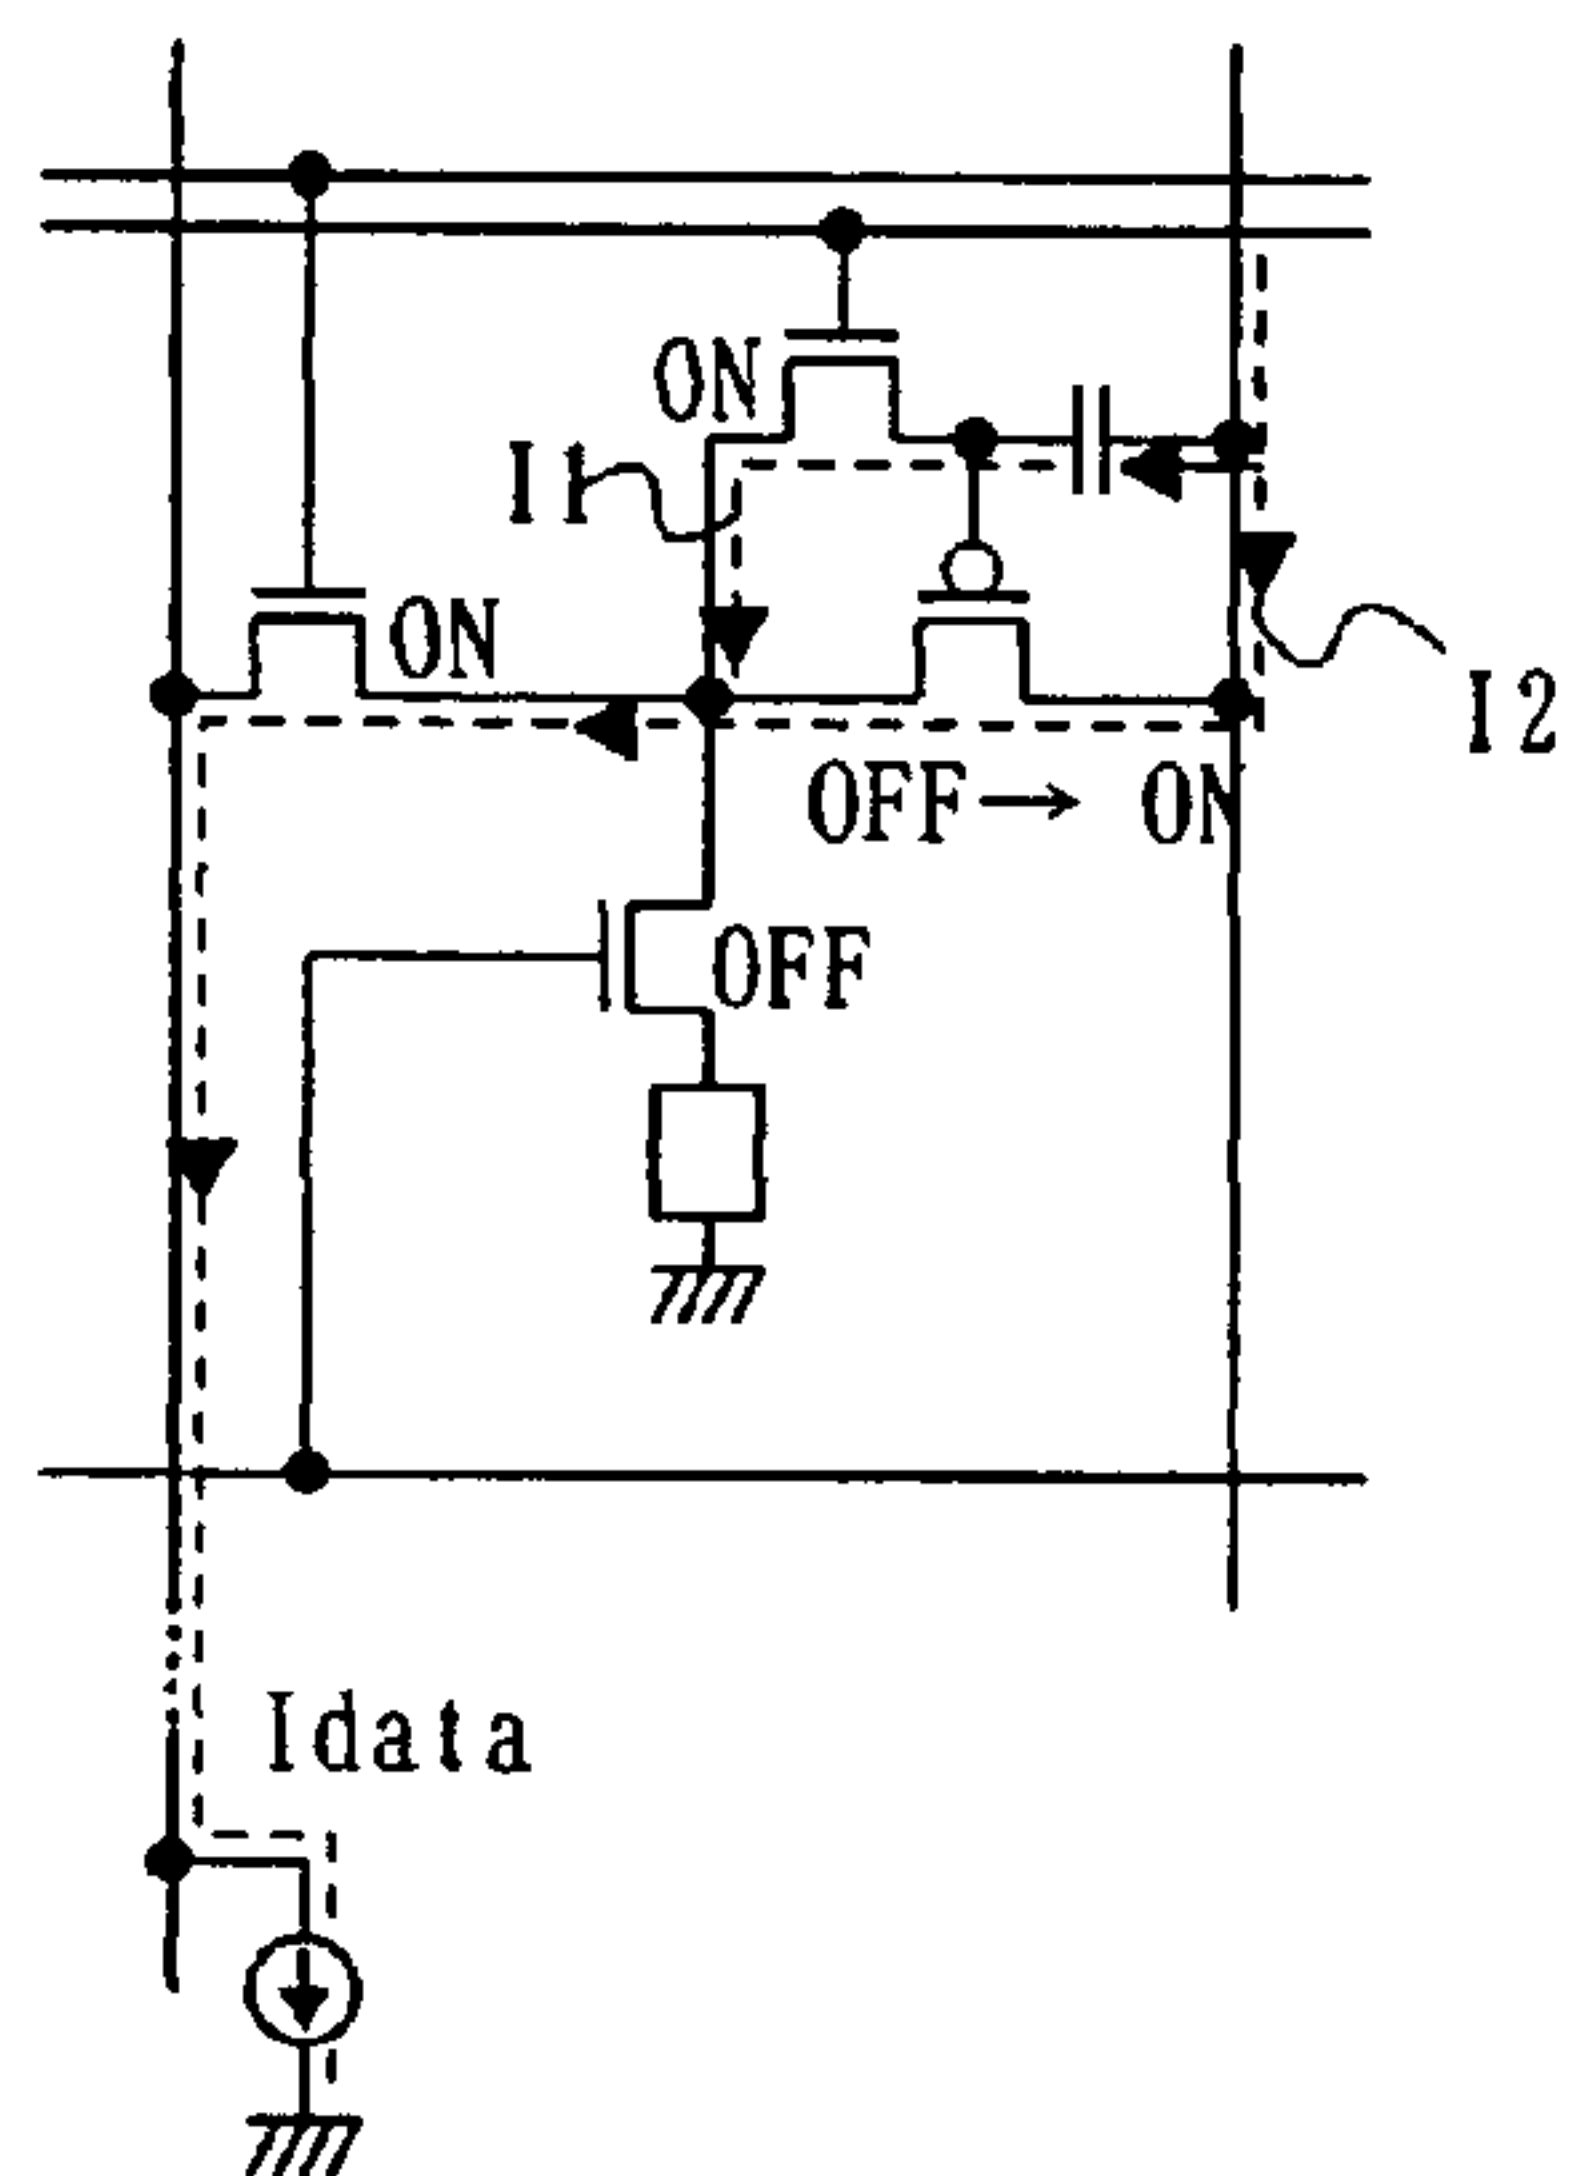 ON
I1
ON
I2
OFF→ ON
OFF
Idata